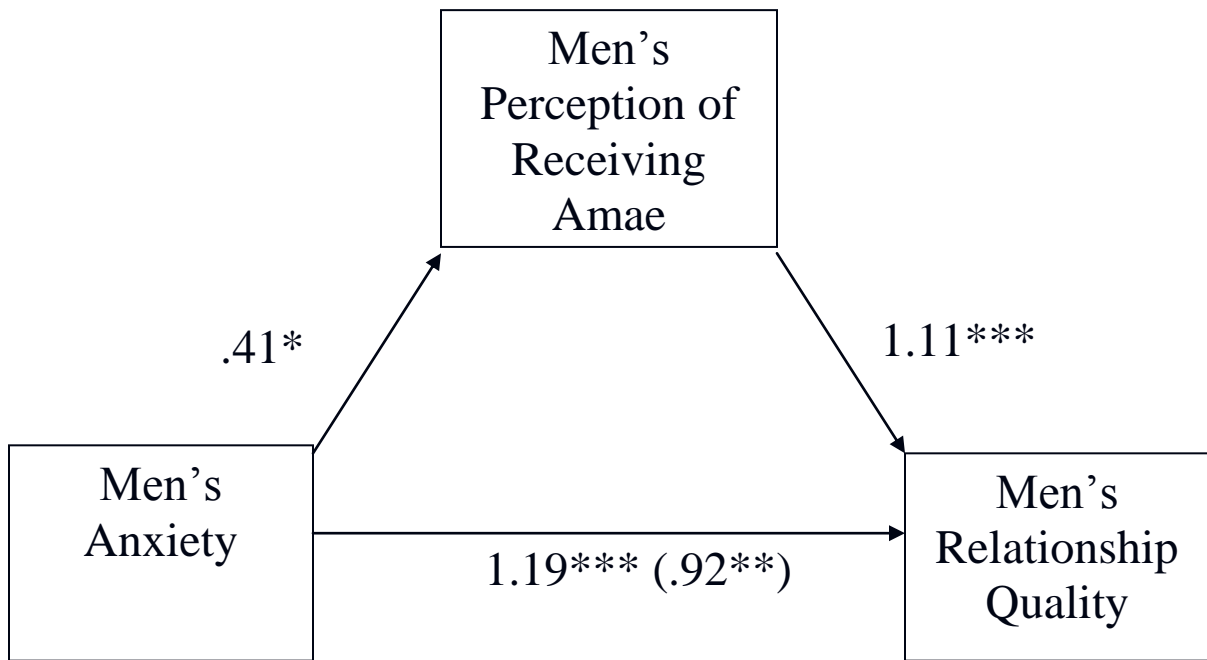 Men’s
Perception of
Receiving
Amae
.41*
1.11***
Men’s
Anxiety
1.19*** (.92**)
Men’s
Relationship
Quality